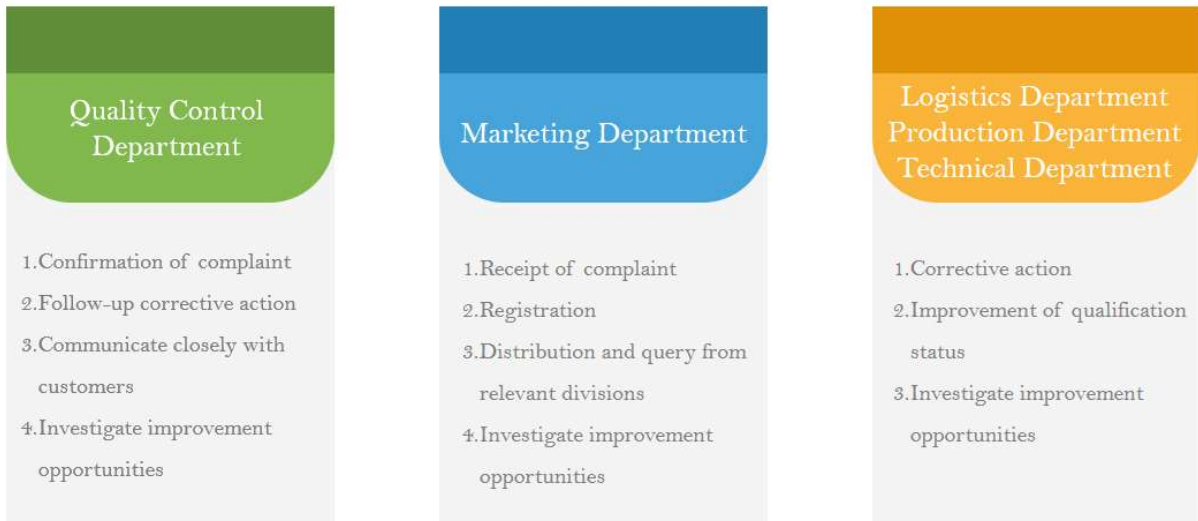 Quality Control
Department
1.Confirmation of complaint
2.Follow-up corrective action
3.Communicate closely with
customers
4.Investigate improvement
opportunities
Marketing Department
1.Receipt of complaint
2.Registration
3.Distribution and query from
relevant divisions
4.Investigate improvement
opportunities
Logistics Department
Production Department
Technical Department
1.Corrective action
2.Improvement of qualification
status
3.Investigate improvement
opportunities